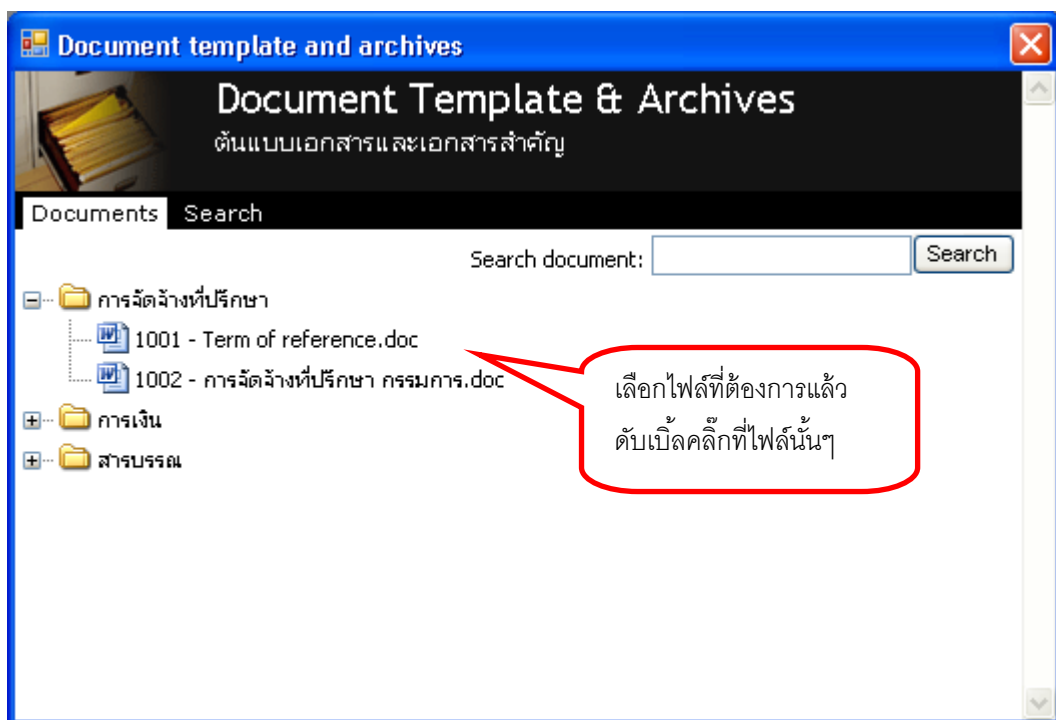 Document template and archives
Document Template & Archives
ต้นแบบเอกสารและเอกสารสำคัญ
Documents Search
Search document: Search
การจัดจ้างที่ปรึกษา
1001 - Term of reference.doc
1002 - การจัดจ้างที่ปรึกษา กรรมการ.doc
การเงิน
สารบรรณ
เลือกไฟล์ที่ต้องการแล้ว
ดับเบิ้ลคลิ๊กที่ไฟล์นั้นๆ